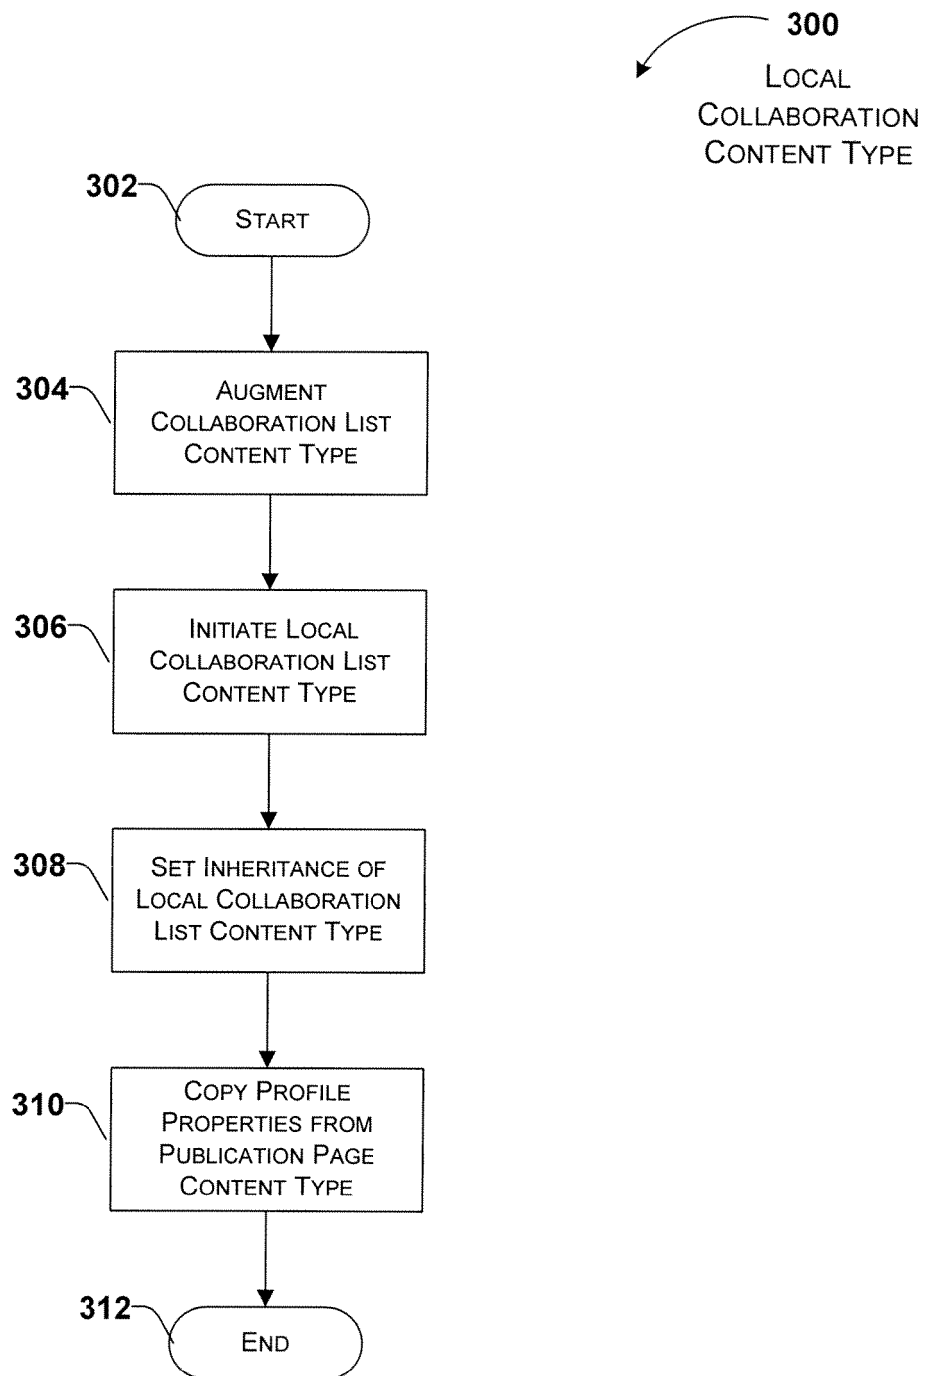 300
LOCAL
COLLABORATION
CONTENT TYPE
302
START
304
AUGMENT
COLLABORATION LIST
CONTENT TYPE
306
INITIATE LOCAL
COLLABORATION LIST
CONTENT TYPE
308
SET INHERITANCE OF
LOCAL COLLABORATION
LIST CONTENT TYPE
310
COPY PROFILE
PROPERTIES FROM
PUBLICATION PAGE
CONTENT TYPE
312
END